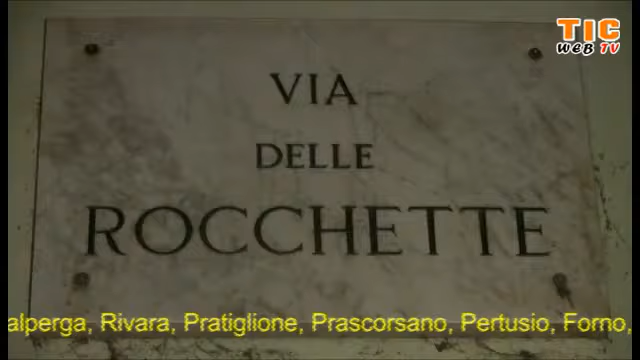 TIC
WEB TV
VIA
DELLE
ROCCHETTE
alperga, Rivara, Pratiglione, Prascorsano, Pertusio, Forno,